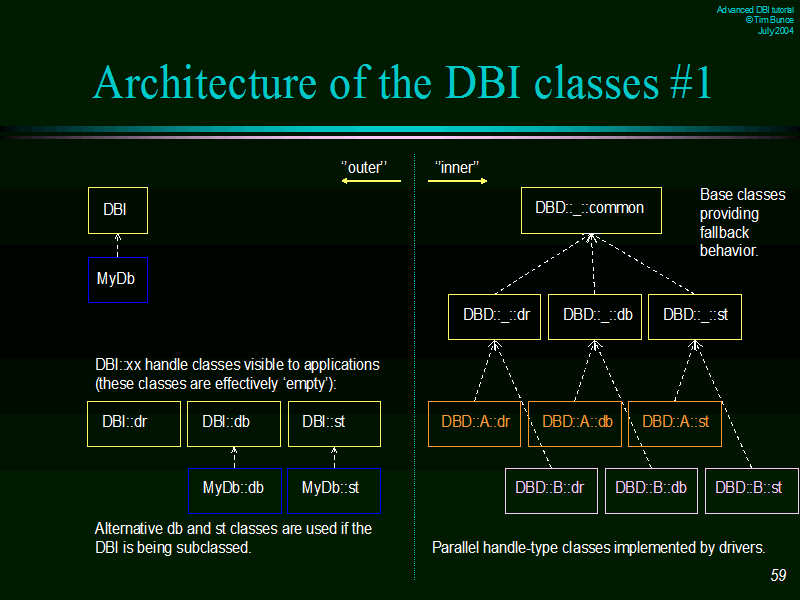 Advanced DBI tutorial
© Tim Bunce
July 2004
Architecture of the DBI classes #1
‘’outer’’
‘’inner’’
DBI
MyDb
DBD::_::common
Base classes
providing
fallback
behavior.
DBD::_::dr
DBD::_::db
DBD::_::st
DBI::xx handle classes visible to applications
(these classes are effectively ‘empty’):
DBI::dr
DBI::db
DBI::st
DBD::A::dr
DBD::A::db
DBD::A::st
MyDb::db
MyDb::st
DBD::B::dr
DBD::B::db
DBD::B::st
Alternative db and st classes are used if the
DBI is being subclassed.
Parallel handle-type classes implemented by drivers.
59